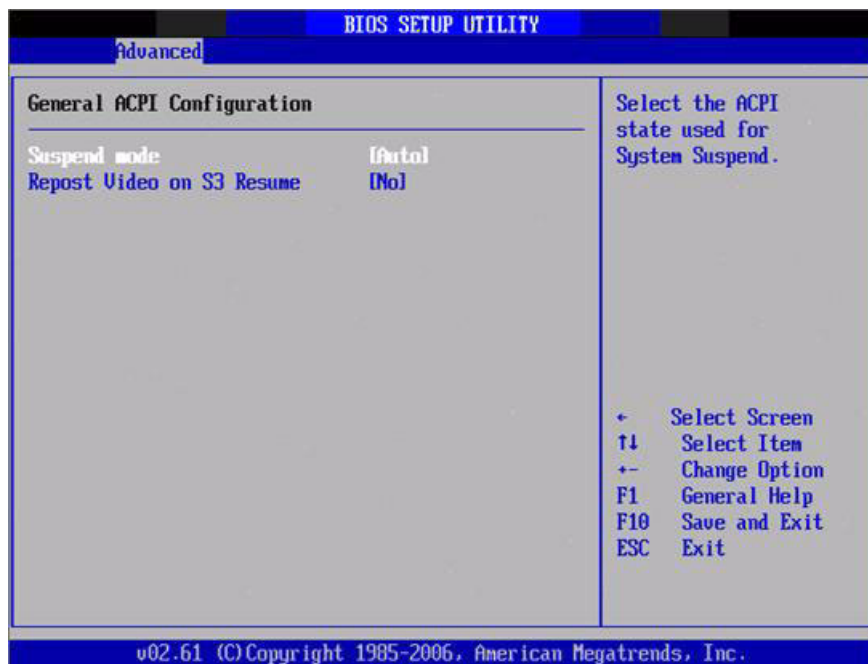 BIOS SETUP UTILITY
Advanced
General ACPI Configuration
Suspend mode [Auto]
Repost Video on S3 Resume [No]
Select the ACPI
state used for
System Suspend.
← Select Screen
↑↓ Select Item
+- Change Option
F1 General Help
F10 Save and Exit
ESC Exit
v02.61 (C)Copyright 1985-2006, American Megatrends, Inc.